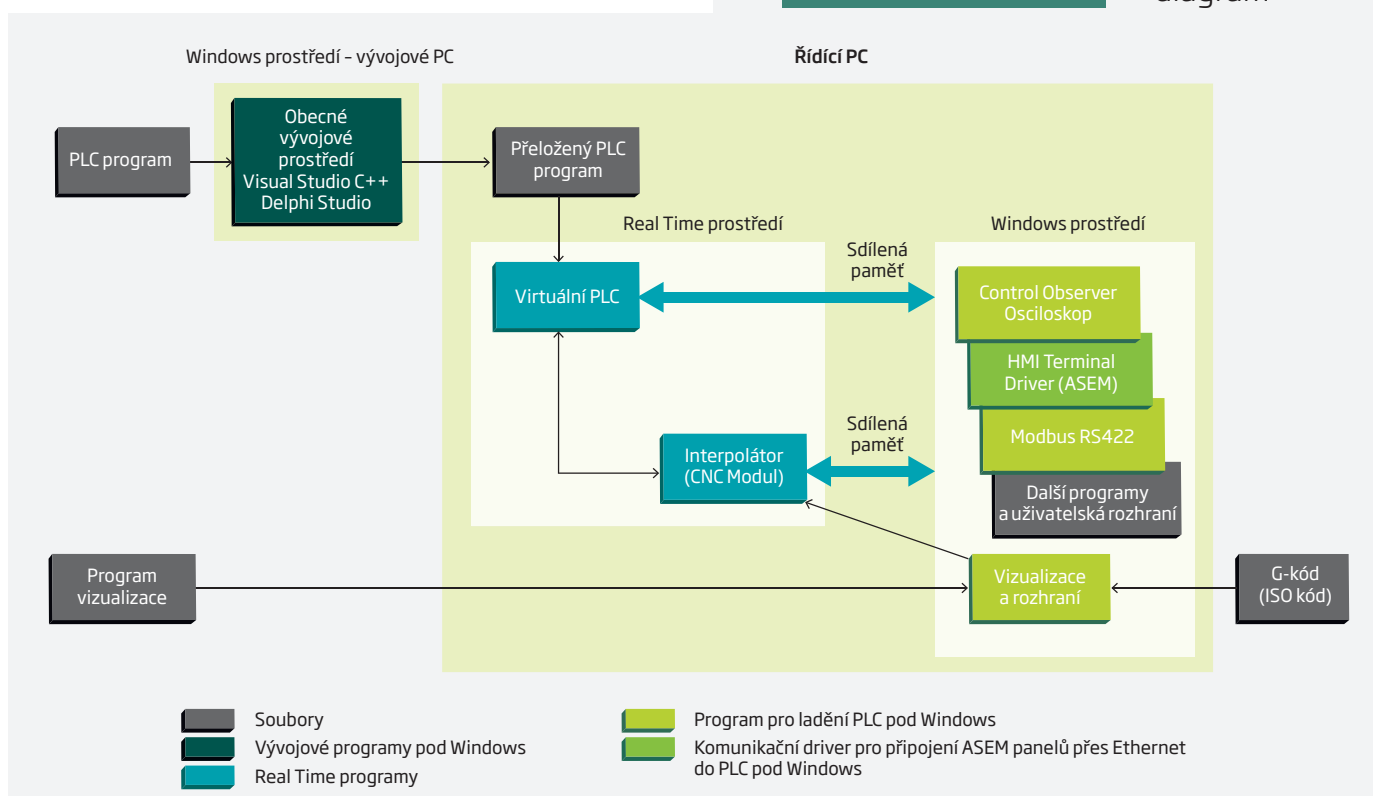 diagram
Windows prostředí – vývojové PC
Řídící PC
PLC program
Obecné
vývojové
prostředí
Visual Studio C++
Delphi Studio
Přeložený PLC
program
Real Time prostředí
Windows prostředí
Virtuální PLC
Sdílená
paměť
Control Observer
Osciloskop
HMI Terminal
Driver (ASEM)
Modbus RS422
Další programy
a uživatelská rozhraní
Sdílená
paměť
Interpolátor
(CNC Modul)
Program
vizualizace
Vizualizace
a rozhraní
G-kód
(ISO kód)
Soubory
Vývojové programy pod Windows
Real Time programy
Program pro ladění PLC pod Windows
Komunikační driver pro připojení ASEM panelů přes Ethernet
do PLC pod Windows